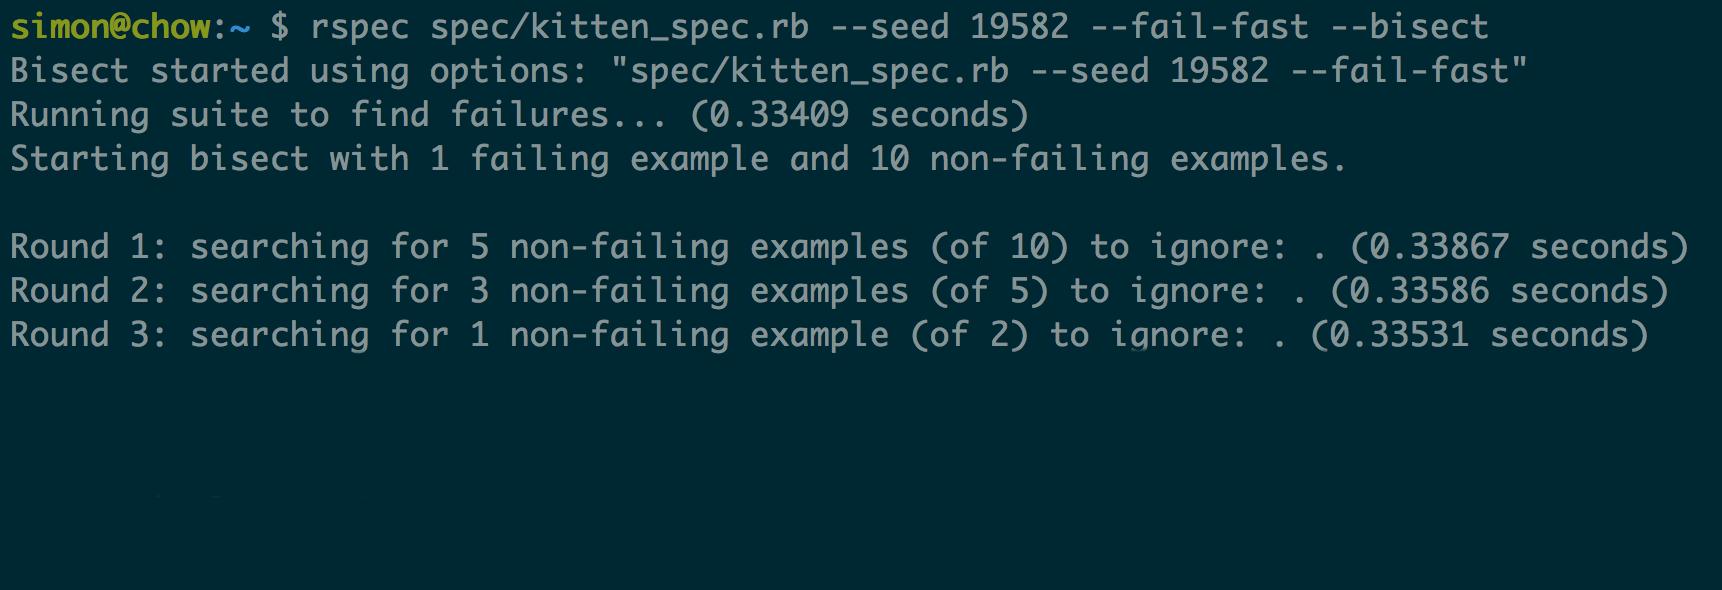 simon@chow:~ $ rspec spec/kitten_spec.rb --seed 19582 --fail-fast --bisect
Bisect started using options: "spec/kitten_spec.rb --seed 19582 --fail-fast"
Running suite to find failures... (0.33409 seconds)
Starting bisect with 1 failing example and 10 non-failing examples.
Round 1: searching for 5 non-failing examples (of 10) to ignore: . (0.33867 seconds)
Round 2: searching for 3 non-failing examples (of 5) to ignore: . (0.33586 seconds)
Round 3: searching for 1 non-failing example (of 2) to ignore: . (0.33531 seconds)